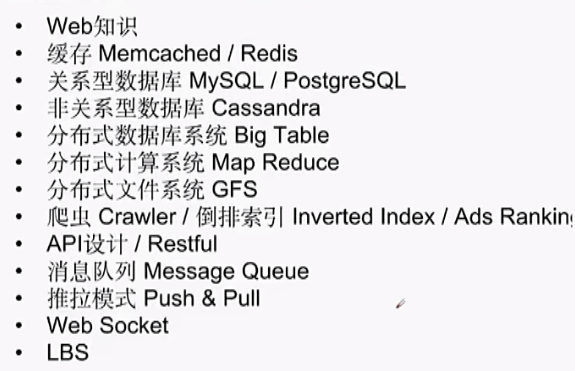 • Web知识
• 缓存 Memcached / Redis
• 关系型数据库 MySQL / PostgreSQL
• 非关系型数据库 Cassandra
• 分布式数据库系统 Big Table
• 分布式计算系统 Map Reduce
• 分布式文件系统 GFS
• 爬虫 Crawler / 倒排索引 Inverted Index / Ads Ranking
• API设计 / Restful
• 消息队列 Message Queue
• 推拉模式 Push & Pull
• Web Socket
• LBS